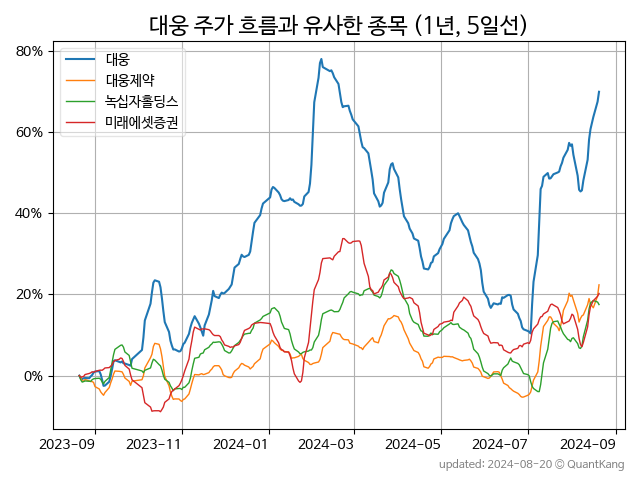 대웅 주가 흐름과 유사한 종목 (1년, 5일선)
80%
60%
40%
20%
0%
대웅
대웅제약
녹십자홀딩스
미래에셋증권
2023-09 2023-11 2024-01 2024-03 2024-05 2024-07 2024-09
updated: 2024-08-20 © QuantKang